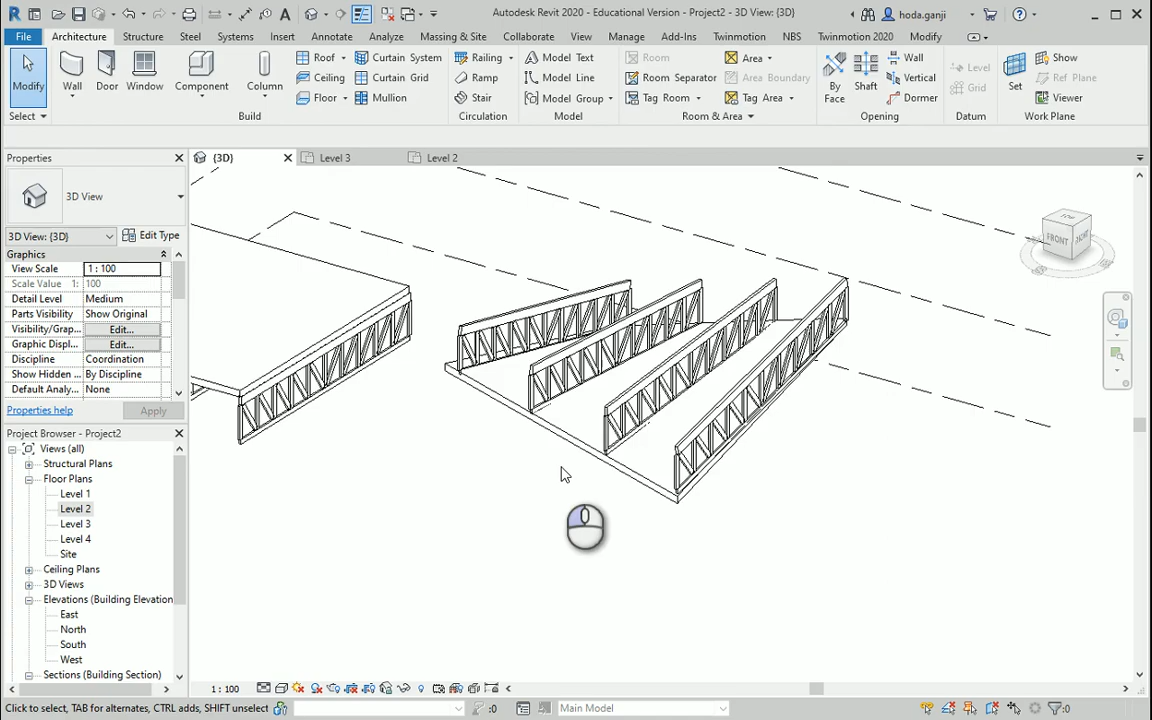 Autodesk Revit 2020 - Educational Version - Project2 - 3D View: {3D}
hoda.ganji
File Architecture Structure Steel Systems Insert Annotate Analyze Massing & Site Collaborate View Manage Add-Ins Twinmotion NBS Twinmotion 2020 Modify
Modify
Wall
Door
Window
Component
Column
Roof
Ceiling
Floor
Curtain System
Curtain Grid
Mullion
Railing
Ramp
Stair
Model Text
Model Line
Model Group
Room
Room Separator
Tag Room
Area
Area Boundary
Tag Area
By
Face
Shaft
Wall
Vertical
Dormer
Level
Grid
Set
Show
Ref Plane
Viewer
Select
Build
Circulation
Model
Room & Area
Opening
Datum
Work Plane
Properties
{3D}
Level 3
Level 2
3D View
3D View: {3D}
Edit Type
Graphics
View Scale 1 : 100
Scale Value 1: 100
Detail Level Medium
Parts Visibility Show Original
Visibility/Grap... Edit...
Graphic Displ... Edit...
Discipline Coordination
Show Hidden ... By Discipline
Default Analy... None
Properties help
Apply
Project Browser - Project2
Views (all)
Structural Plans
Floor Plans
Level 1
Level 2
Level 3
Level 4
Site
Ceiling Plans
3D Views
Elevations (Building Elevation
East
North
South
West
Sections (Building Section)
TOP
FRONT
1 : 100
Click to select, TAB for alternates, CTRL adds, SHIFT unselect
:0
Main Model
:0